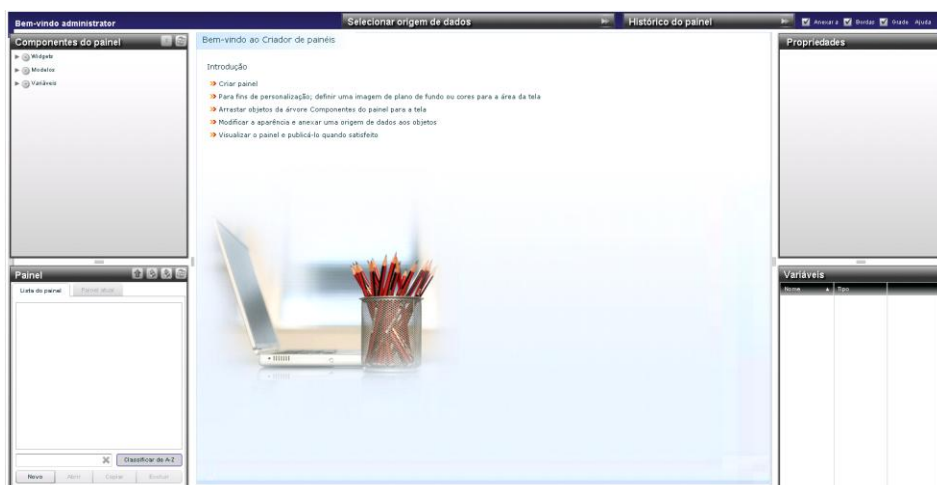 Bem-vindo administrator
Selecionar origem de dados
Histórico do painel
Anexar a Bordas Grade Ajuda
Componentes do painel
Widgets
Modelos
Variáveis
Bem-vindo ao Criador de painéis
Introdução
Criar painel
Para fins de personalização; definir uma imagem de plano de fundo ou cores para a área da tela
Arrastar objetos da árvore Componentes do painel para a tela
Modificar a aparência e anexar uma origem de dados aos objetos
Visualizar o painel e publicá-lo quando satisfeito
Propriedades
Painel
Lista do painel Painel atual
Classificar de A-Z
Novo Abrir Copiar Excluir
Variáveis
Nome Tipo